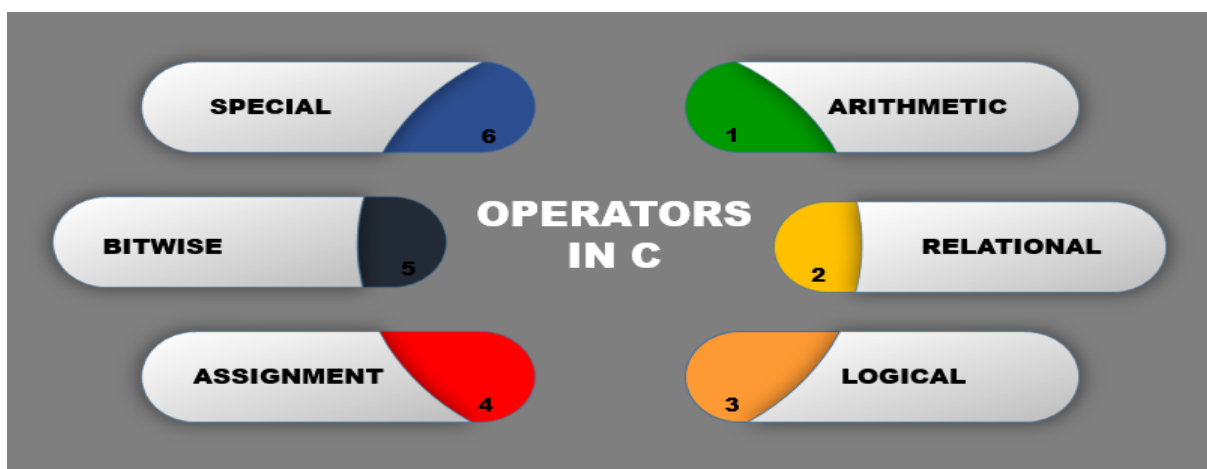 OPERATORS
IN C
1
ARITHMETIC
2
RELATIONAL
3
LOGICAL
4
ASSIGNMENT
5
BITWISE
6
SPECIAL